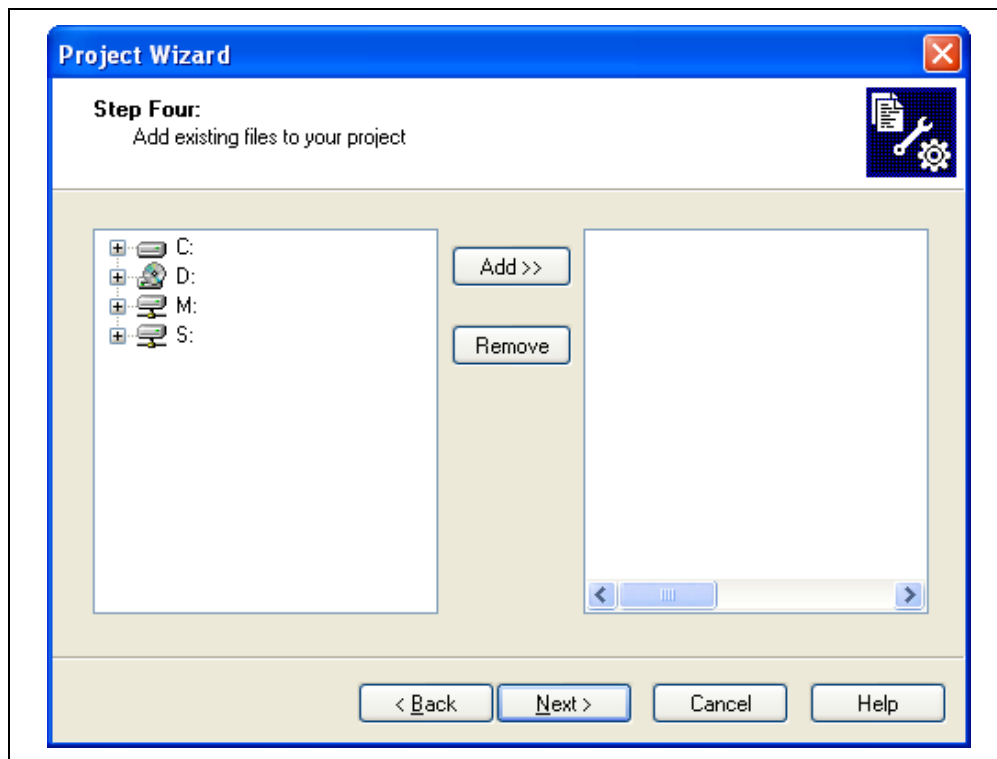 Project Wizard
Step Four:
Add existing files to your project
C:
D:
M:
S:
Add >>
Remove
< Back
Next >
Cancel
Help